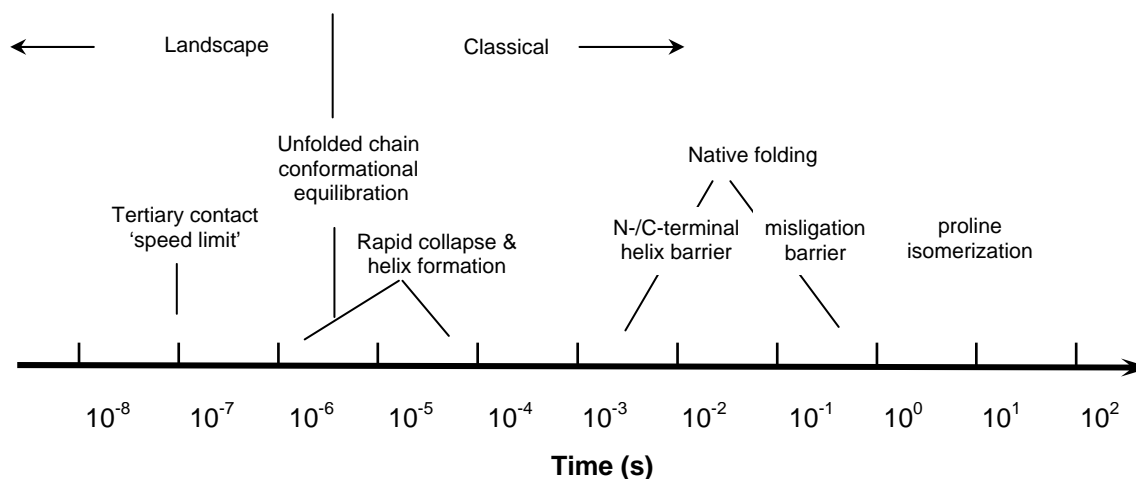 Landscape
Classical
Unfolded chain
conformational
equilibration
Native folding
Tertiary contact
‘speed limit’
Rapid collapse &
helix formation
N-/C-terminal
helix barrier
misligation
barrier
proline
isomerization
10⁻⁸ 10⁻⁷ 10⁻⁶ 10⁻⁵ 10⁻⁴ 10⁻³ 10⁻² 10⁻¹ 10⁰ 10¹ 10²
Time (s)